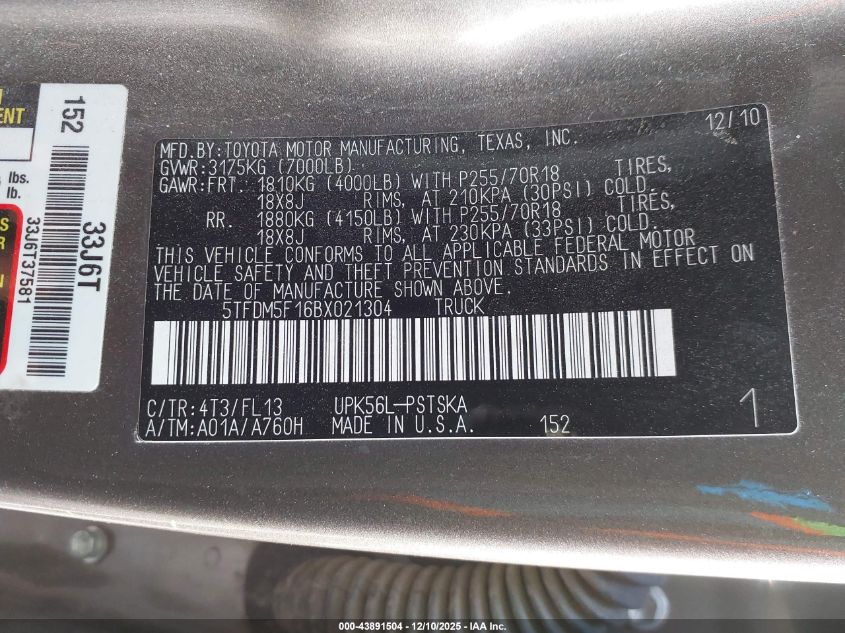 ENT
152
lbs.
lb.
33J6T
33J6T37581
S
R
N
12/10
MFD.BY:TOYOTA MOTOR MANUFACTURING, TEXAS, INC.
GVWR:3175KG (7000LB)
GAWR:FRT. 1810KG (4000LB) WITH P255/70R18 TIRES,
18X8J RIMS, AT 210KPA (30PSI) COLD.
RR. 1880KG (4150LB) WITH P255/70R18 TIRES,
18X8J RIMS, AT 230KPA (33PSI) COLD.
THIS VEHICLE CONFORMS TO ALL APPLICABLE FEDERAL MOTOR
VEHICLE SAFETY AND THEFT PREVENTION STANDARDS IN EFFECT ON
THE DATE OF MANUFACTURE SHOWN ABOVE.
5TFDM5F16BX021304 TRUCK
C/TR:4T3/FL13 UPK56L-PSTSKA
A/TM:A01A/A760H MADE IN U.S.A. 152
1
000-43891504 - 12/10/2025 - IAA Inc.